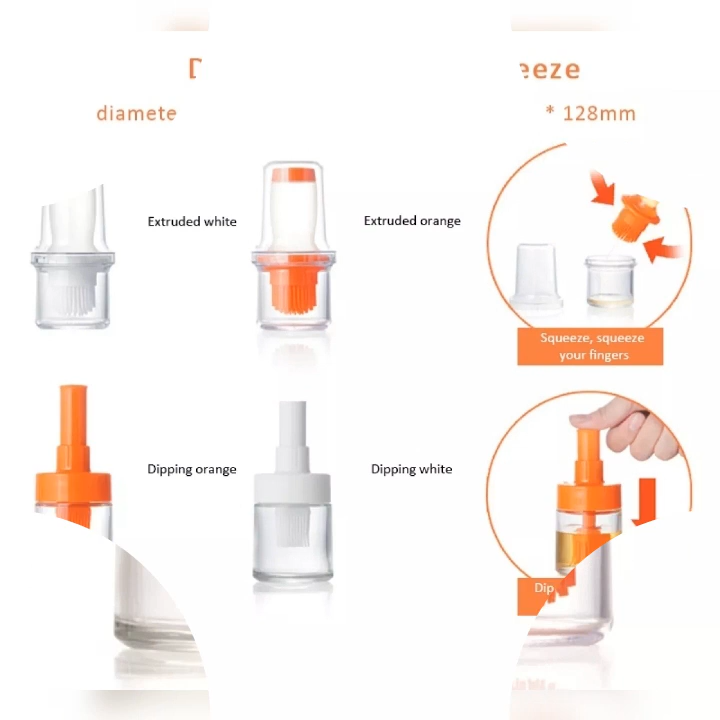 eeze
diamete * 128mm
Extruded white
Extruded orange
Squeeze, squeeze
your fingers
Dipping orange
Dipping white
Dip